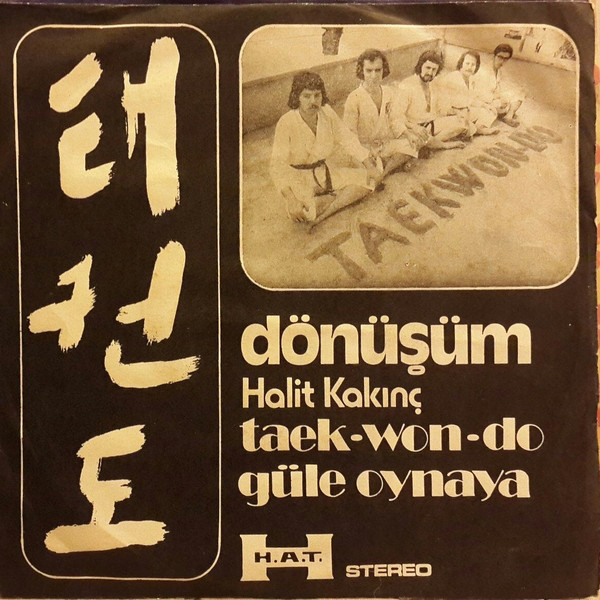 태권도
TAEKWON-DO
dönüşüm
Halit Kakınç
taek-won-do
güle oynaya
H.A.T.
STEREO